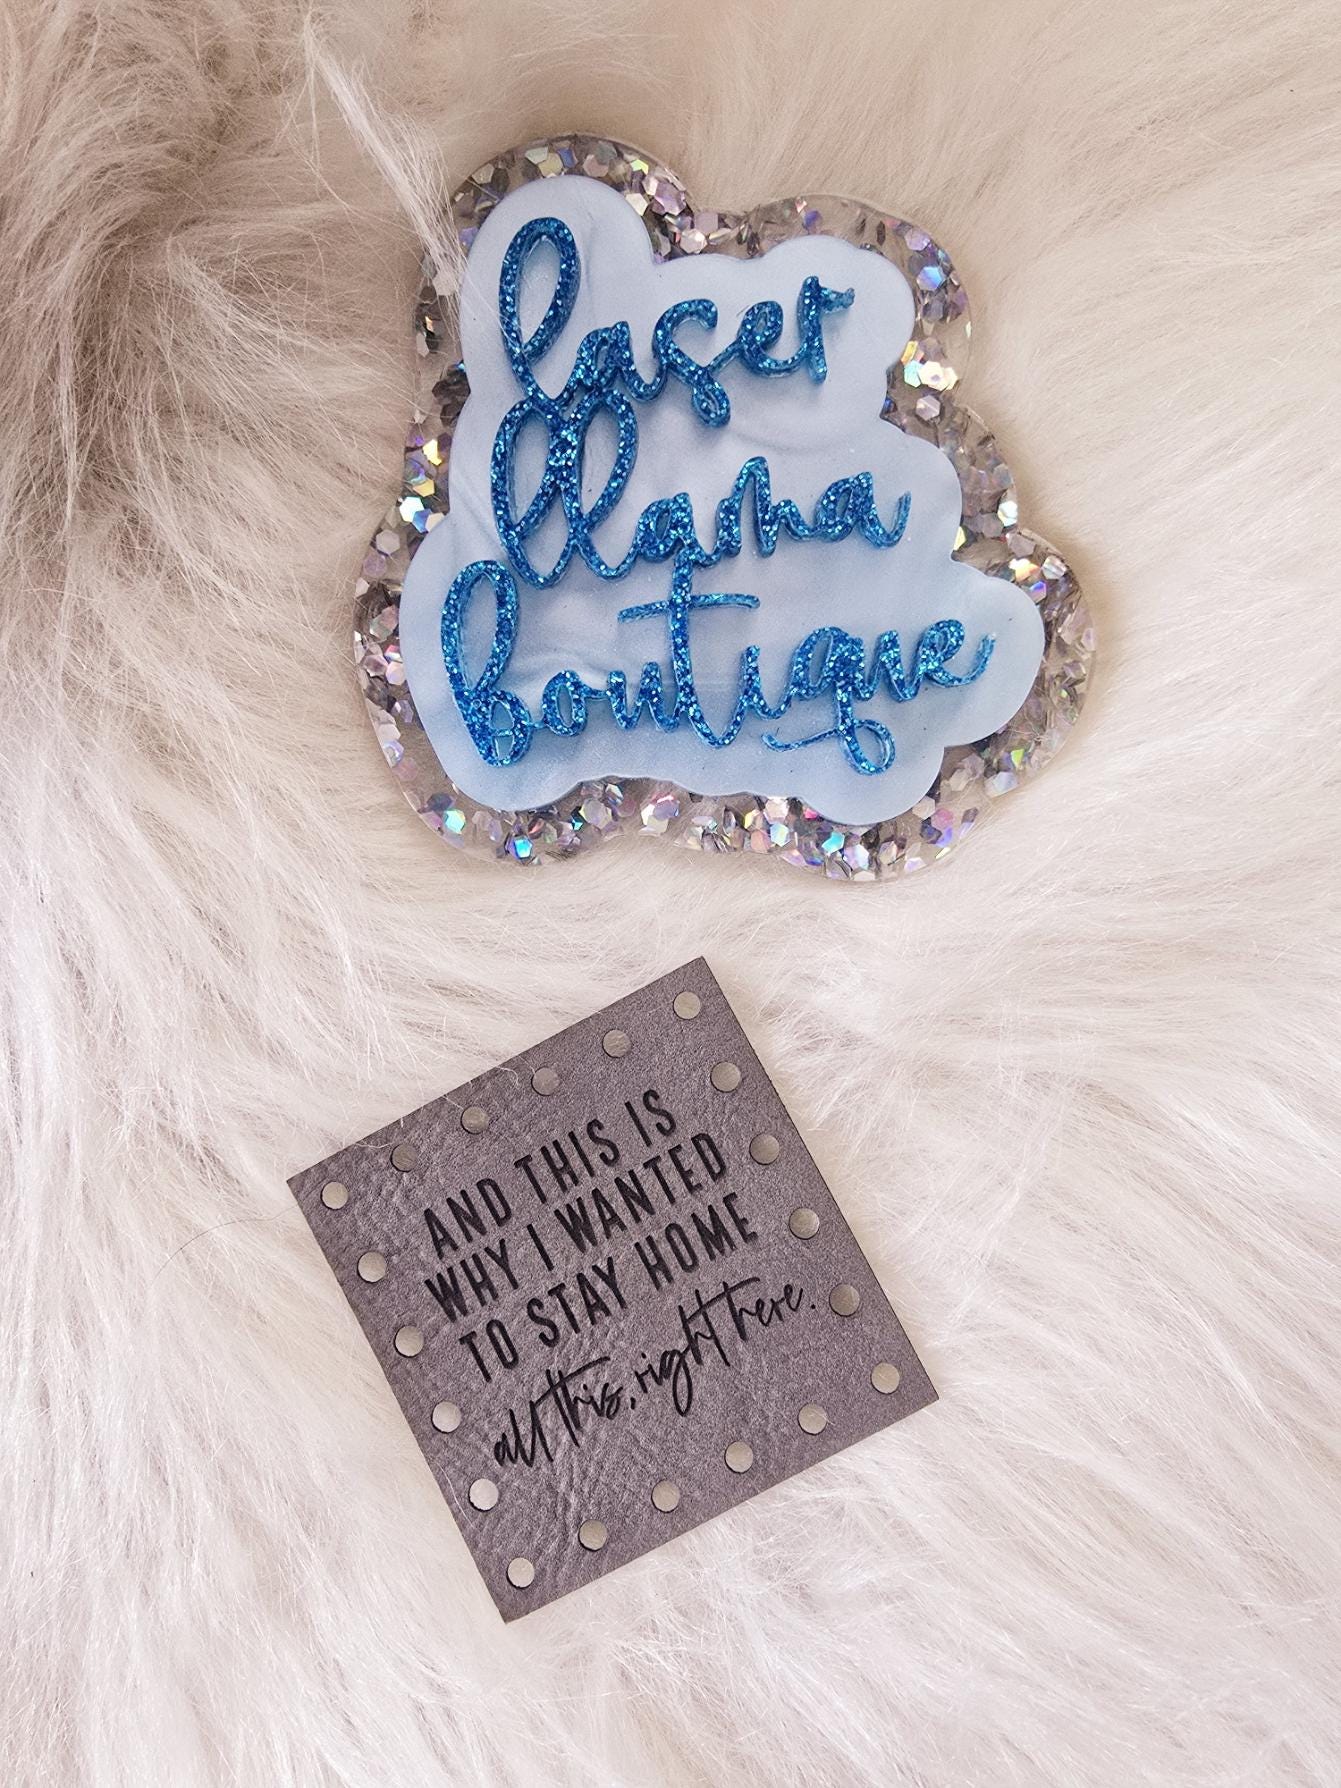 laser
llama
boutique
AND THIS IS
WHY I WANTED
TO STAY HOME
all this, right here.